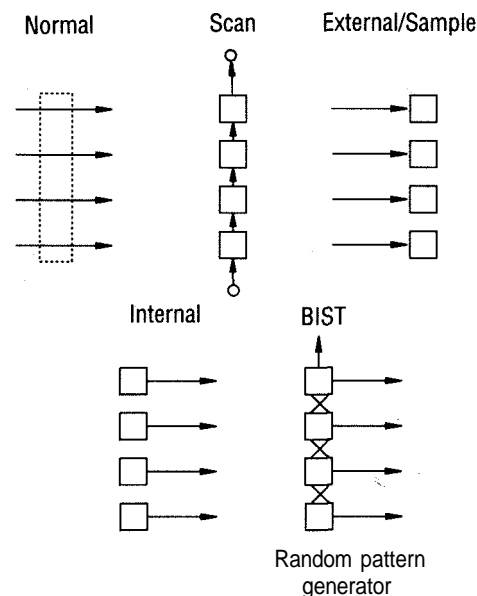 Normal
Scan
External/Sample
Internal
BIST
Random pattern
generator